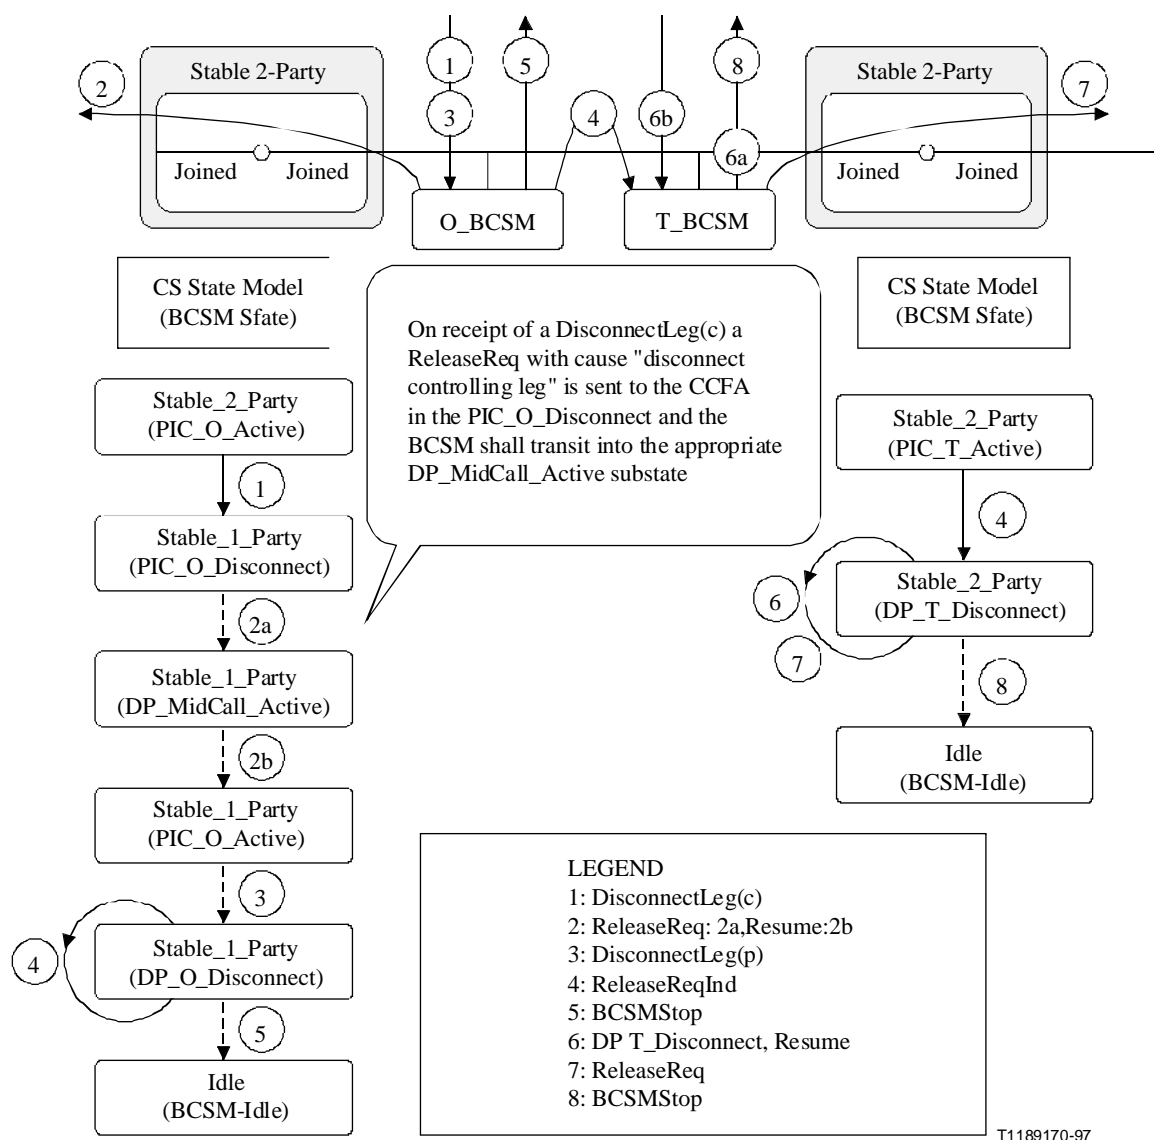 Stable 2-Party
1
5
6b
8
Stable 2-Party
2
3
4
6a
7
Joined
Joined
Joined
Joined
O_BCSM
T_BCSM
CS State Model
(BCSM Sfate)
CS State Model
(BCSM Sfate)
On receipt of a DisconnectLeg(c) a
ReleaseReq with cause "disconnect
controlling leg" is sent to the CCFA
in the PIC_O_Disconnect and the
BCSM shall transit into the appropriate
DP_MidCall_Active substate
Stable_2_Party
(PIC_O_Active)
1
Stable_1_Party
(PIC_O_Disconnect)
2a
Stable_1_Party
(DP_MidCall_Active)
2b
Stable_1_Party
(PIC_O_Active)
3
Stable_1_Party
(DP_O_Disconnect)
4
5
Idle
(BCSM-Idle)
Stable_2_Party
(PIC_T_Active)
4
Stable_2_Party
(DP_T_Disconnect)
6
7
8
Idle
(BCSM-Idle)
LEGEND
1: DisconnectLeg(c)
2: ReleaseReq: 2a,Resume:2b
3: DisconnectLeg(p)
4: ReleaseReqInd
5: BCSMStop
6: DP T_Disconnect, Resume
7: ReleaseReq
8: BCSMStop
T1189170-97